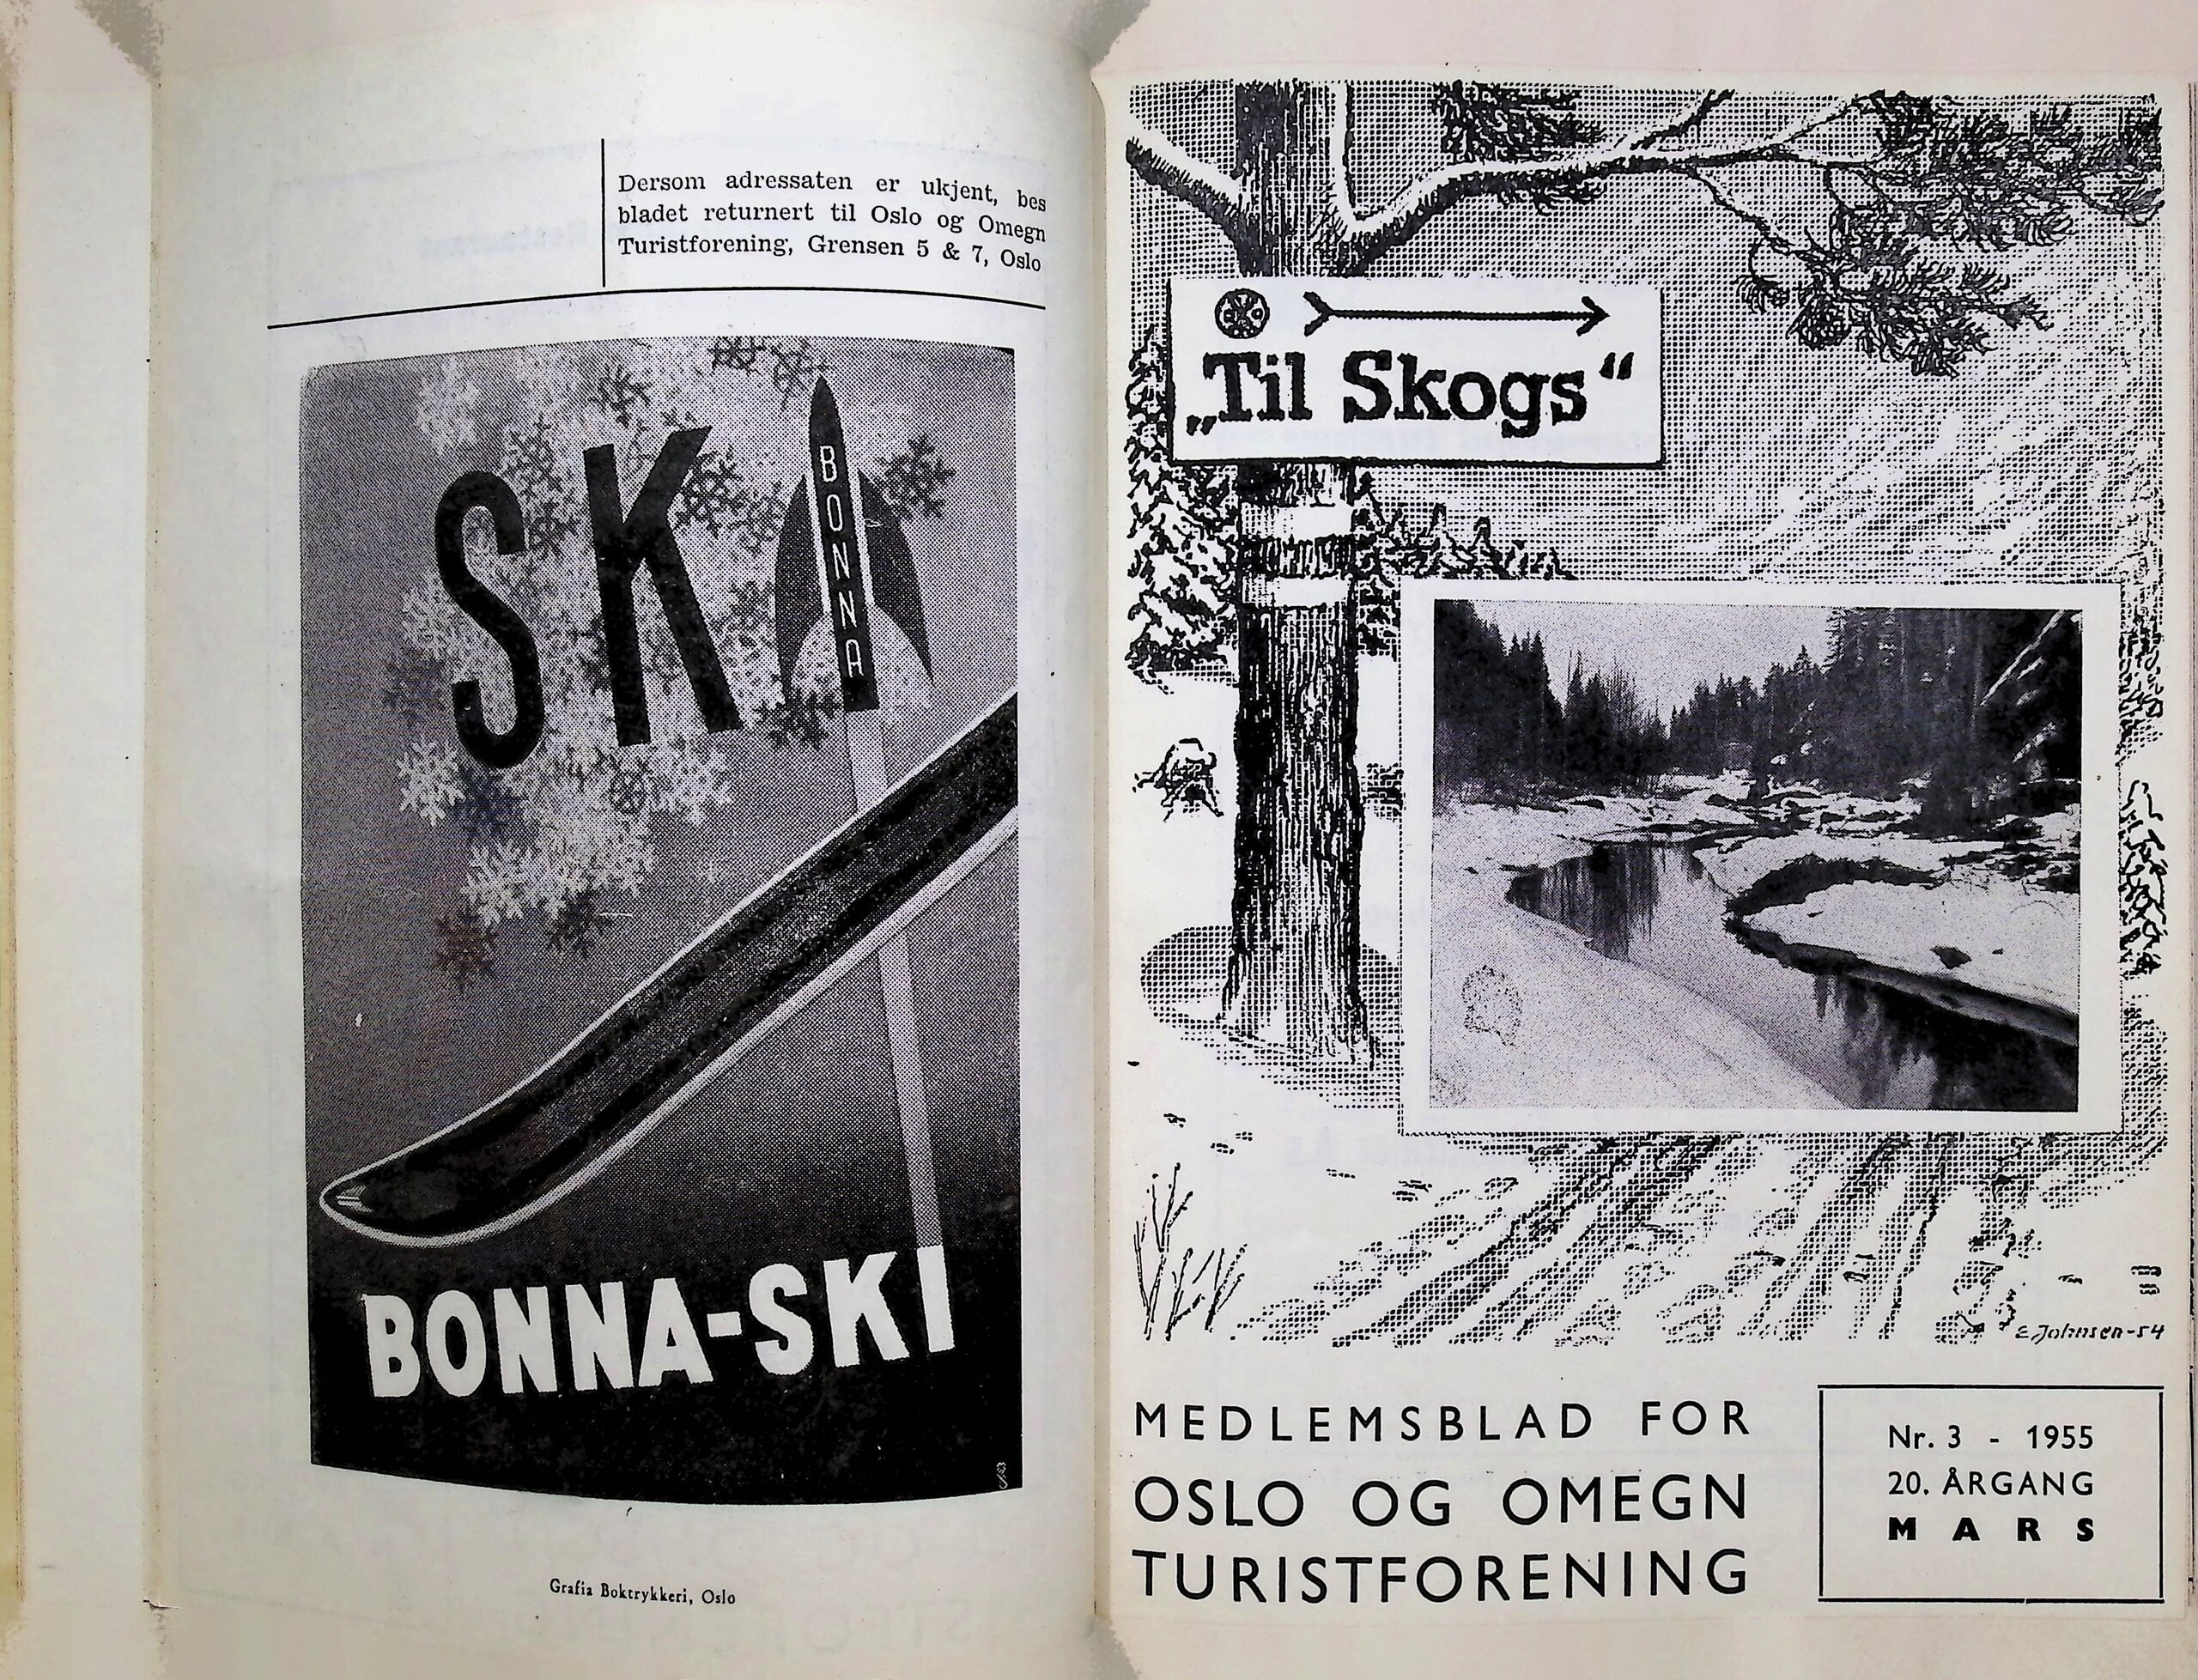 Dersom adressaten er ukjent, bes
bladet returnert til Oslo og Omegn
Turistforening, Grensen 5 & 7, Oslo
SKI
BONNA
BONNA-SKI
Grafia Boktrykkeri, Oslo
„Til Skogs“
E. Johnsen-54
MEDLEMSBLAD FOR
OSLO OG OMEGN
TURISTFORENING
Nr. 3 - 1955
20. ÅRGANG
MARS